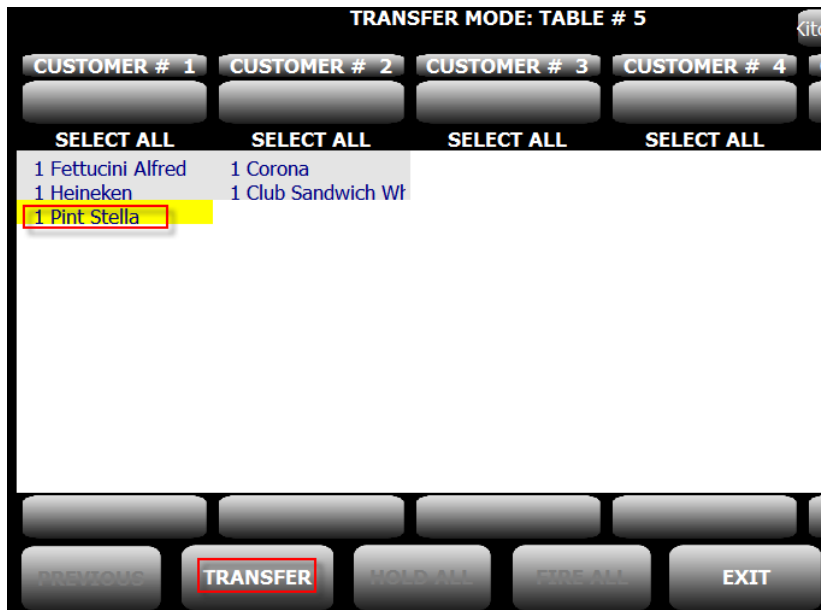 TRANSFER MODE: TABLE # 5
CUSTOMER # 1 CUSTOMER # 2 CUSTOMER # 3 CUSTOMER # 4
SELECT ALL SELECT ALL SELECT ALL SELECT ALL
1 Fettucini Alfred 1 Corona
1 Heineken 1 Club Sandwich Wh
1 Pint Stella
PREVIOUS TRANSFER HOLD ALL FIRE ALL EXIT